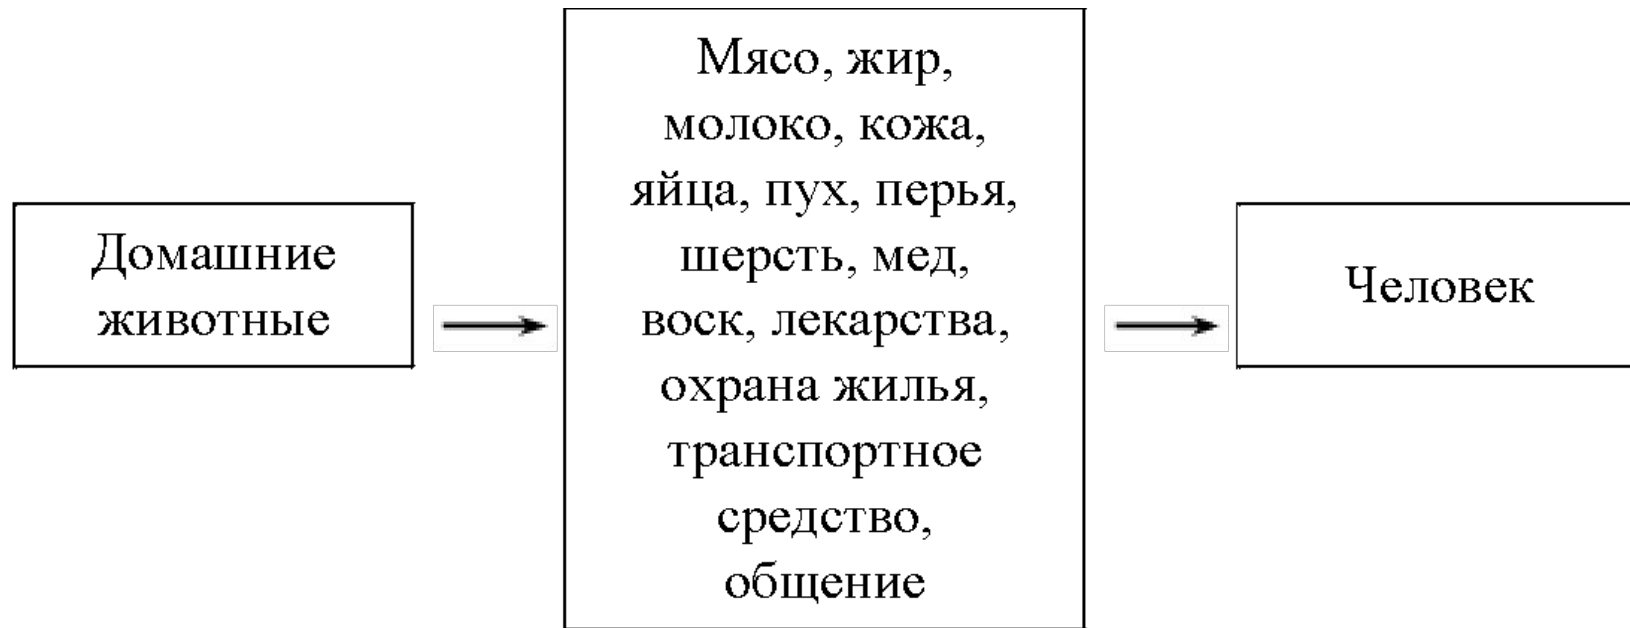 Домашние
животные
Мясо, жир,
молоко, кожа,
яйца, пух, перья,
шерсть, мед,
воск, лекарства,
охрана жилья,
транспортное
средство,
общение
Человек